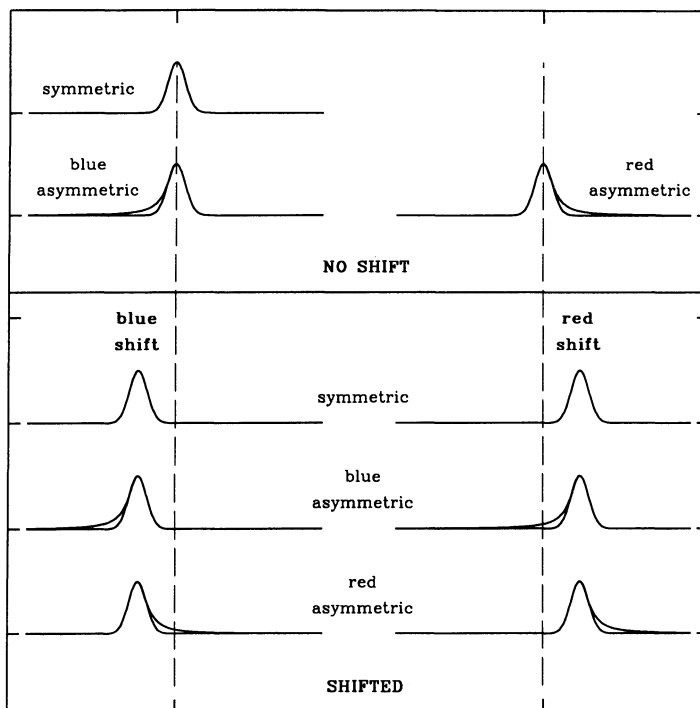 symmetric
blue
asymmetric
red
asymmetric
NO SHIFT
blue
shift
red
shift
symmetric
blue
asymmetric
red
asymmetric
SHIFTED